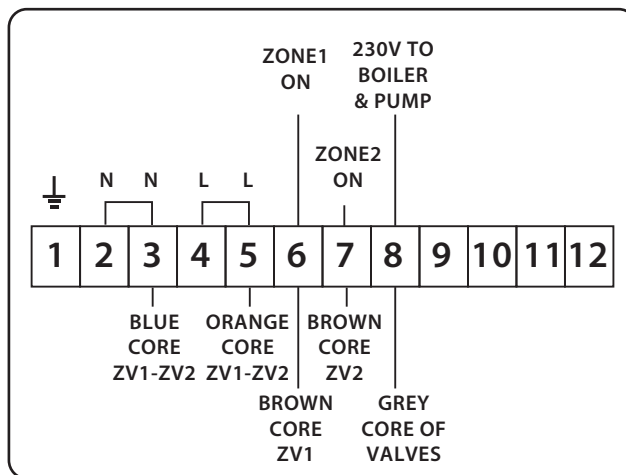 ZONE1
ON
230V TO
BOILER
& PUMP
ZONE2
ON
N N L L
1 2 3 4 5 6 7 8 9 10 11 12
BLUE
CORE
ZV1-ZV2
ORANGE
CORE
ZV1-ZV2
BROWN
CORE
ZV2
BROWN
CORE
ZV1
GREY
CORE OF
VALVES